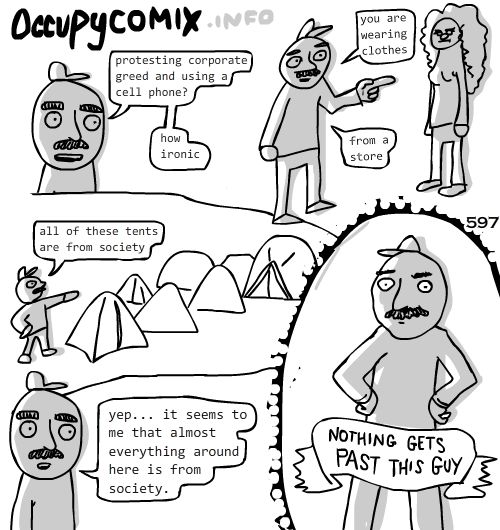 OccuPyCOMIX.INFO
protesting corporate
greed and using a
cell phone?
how
ironic
you are
wearing
clothes
from a
store
all of these tents
are from society
597
yep... it seems to
me that almost
everything around
here is from
society.
NOTHING GETS
PAST THIS GUY